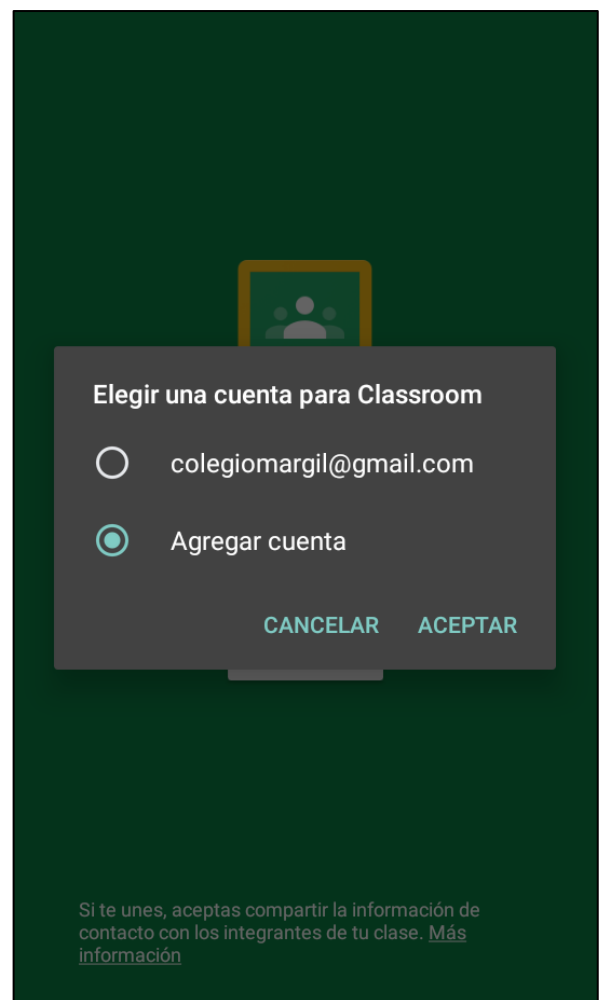 Elegir una cuenta para Classroom
colegiomargil@gmail.com
Agregar cuenta
CANCELAR ACEPTAR
Si te unes, aceptas compartir la información de
contacto con los integrantes de tu clase. Más
información